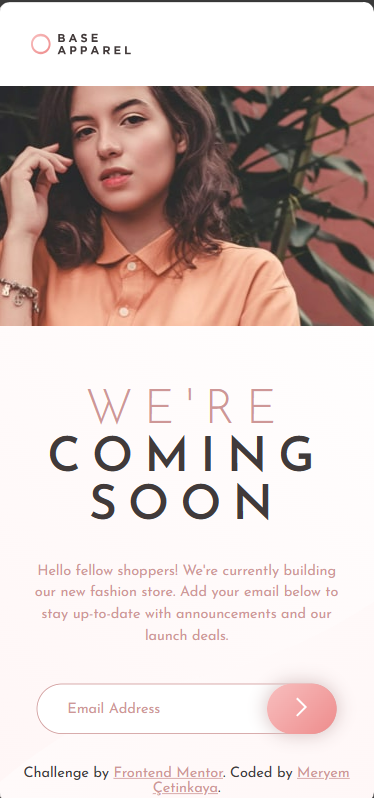 BASE
APPAREL
WE'RE
COMING
SOON
Hello fellow shoppers! We're currently building
our new fashion store. Add your email below to
stay up-to-date with announcements and our
launch deals.
Email Address
Challenge by Frontend Mentor. Coded by Meryem
Çetinkaya.